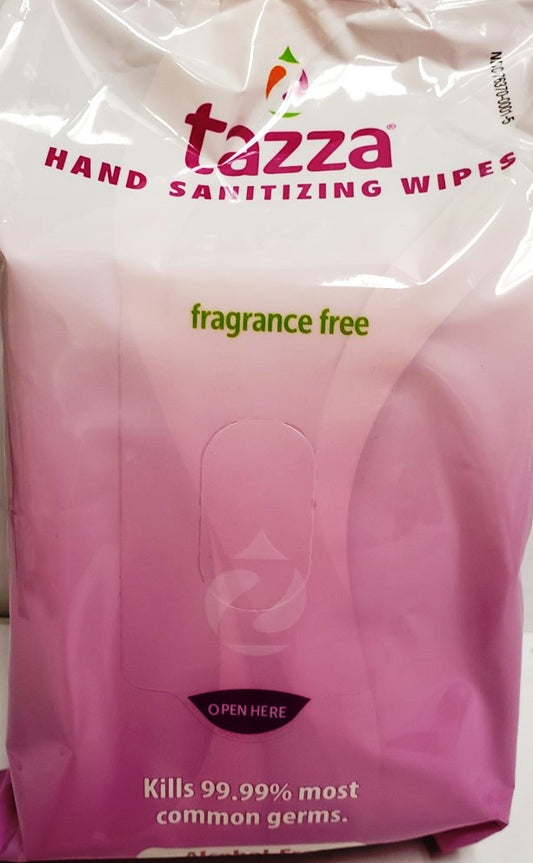 tazza®
HAND SANITIZING WIPES
fragrance free
OPEN HERE
Kills 99.99% most
common germs.